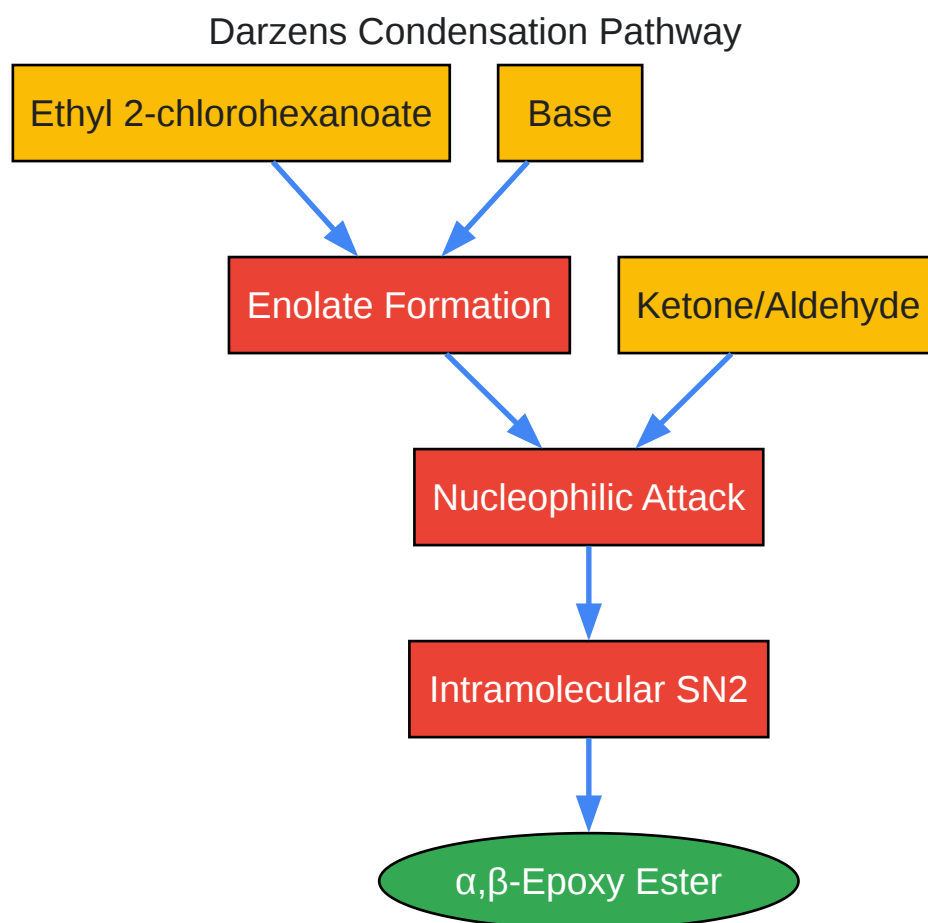 Darzens Condensation Pathway
Ethyl 2-chlorohexanoate
Base
Enolate Formation
Ketone/Aldehyde
Nucleophilic Attack
Intramolecular SN2
α,β-Epoxy Ester